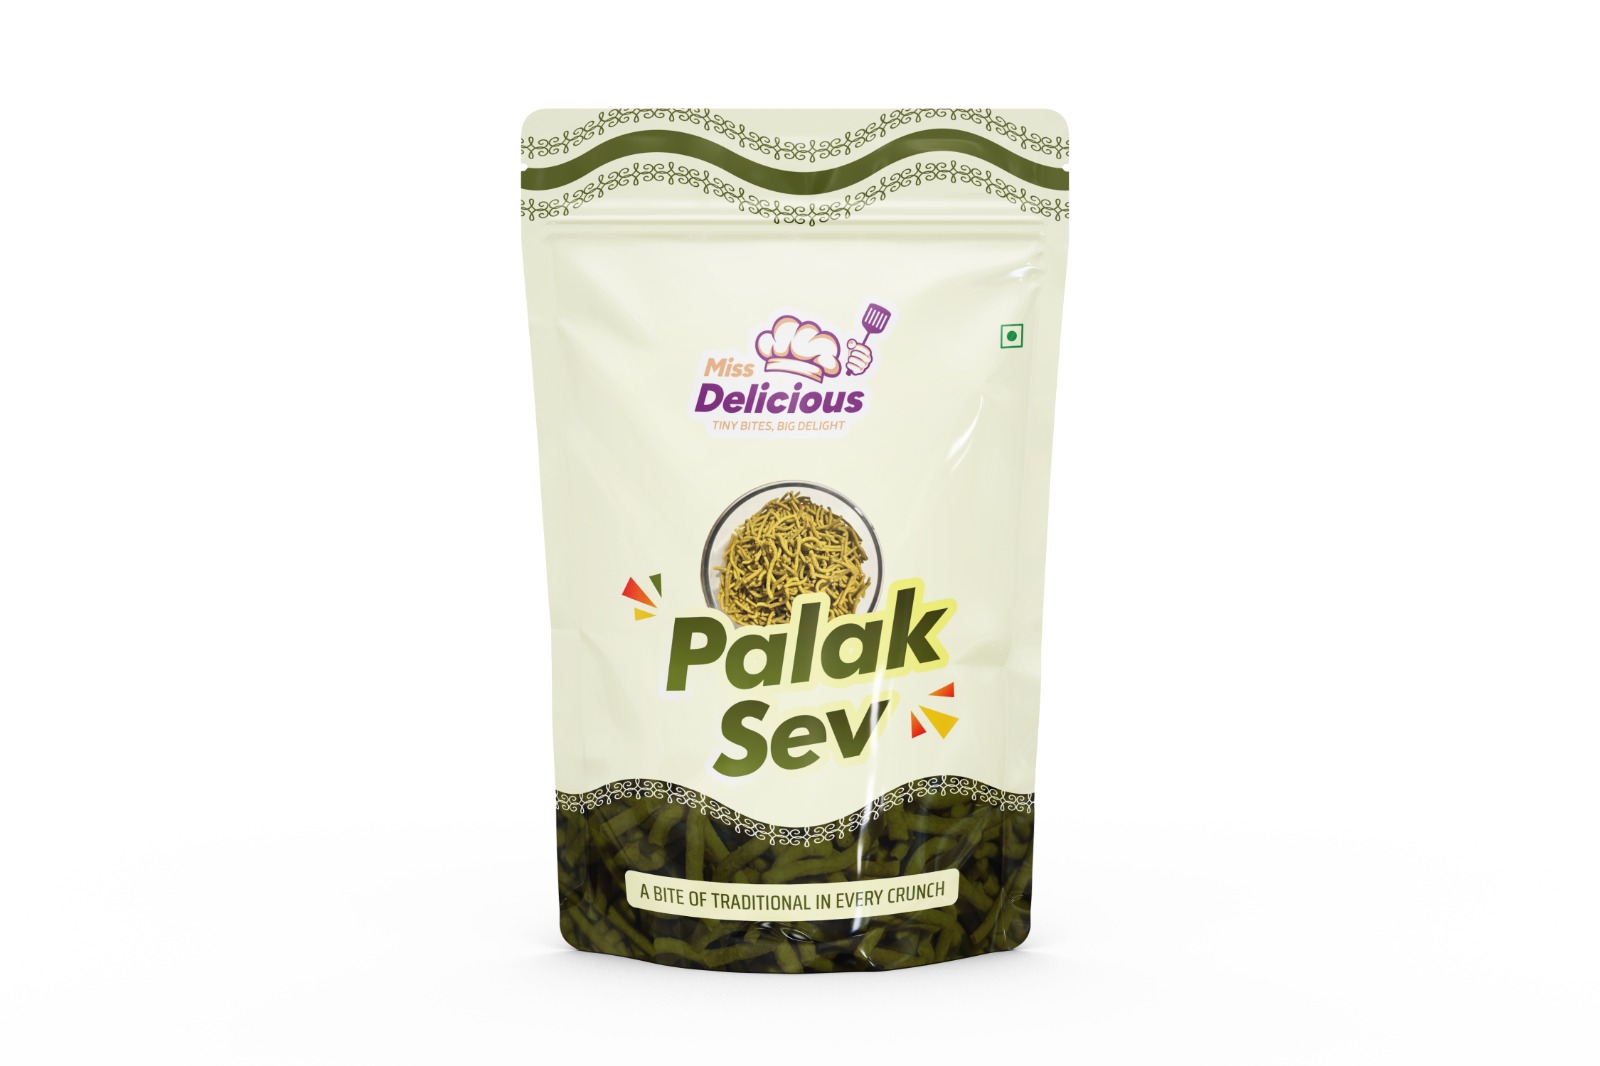 Miss
Delicious
TINY BITES, BIG DELIGHT
Palak
Sev
A BITE OF TRADITIONAL IN EVERY CRUNCH